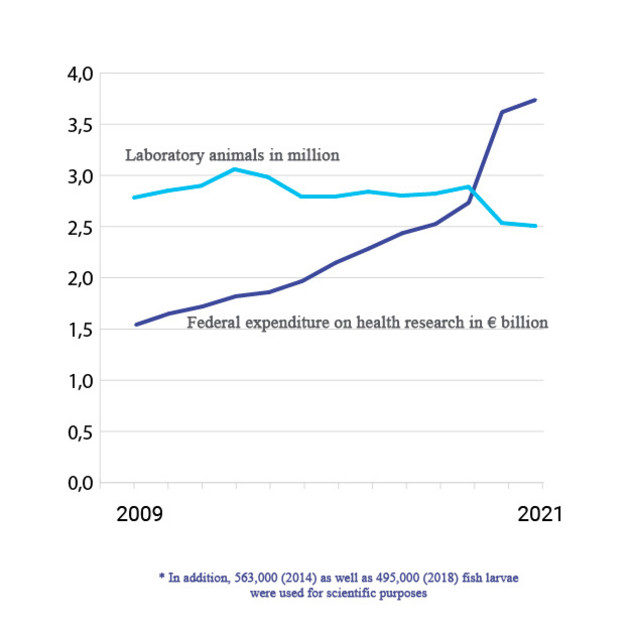 4,0
3,5
Laboratory animals in million
3,0
2,5
2,0
Federal expenditure on health research in € billion
1,5
1,0
0,5
0,0
2009 2021
* In addition, 563,000 (2014) as well as 495,000 (2018) fish larvae
were used for scientific purposes